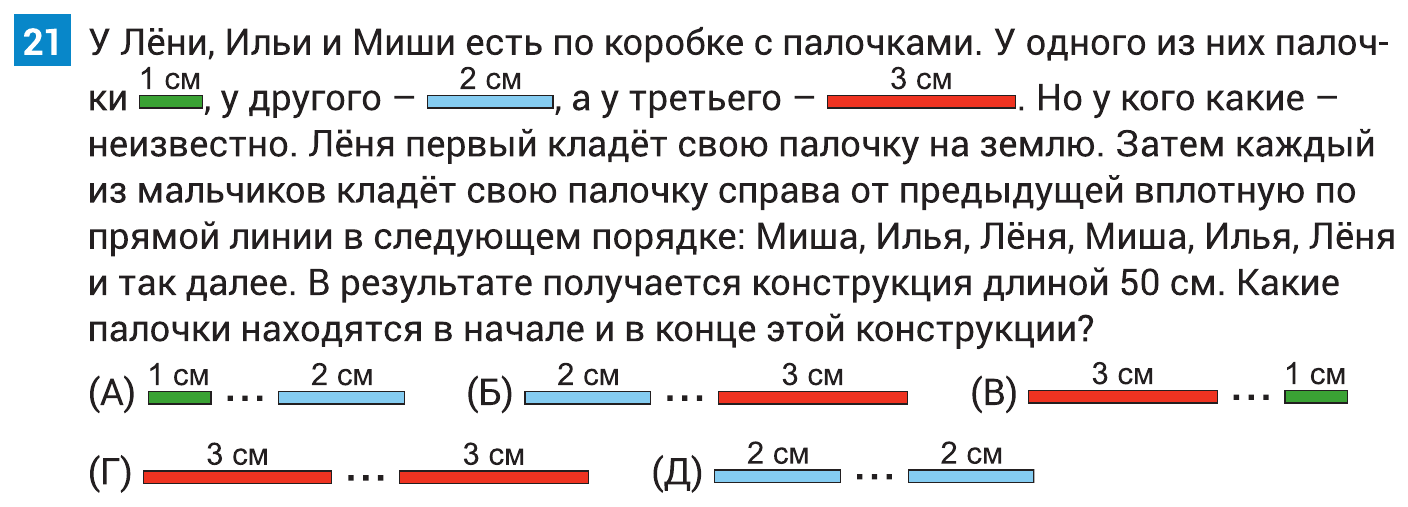 21 У Лёни, Ильи и Миши есть по коробке с палочками. У одного из них палоч-
ки 1 см, у другого – 2 см, а у третьего – 3 см. Но у кого какие –
неизвестно. Лёня первый кладёт свою палочку на землю. Затем каждый
из мальчиков кладёт свою палочку справа от предыдущей вплотную по
прямой линии в следующем порядке: Миша, Илья, Лёня, Миша, Илья, Лёня
и так далее. В результате получается конструкция длиной 50 см. Какие
палочки находятся в начале и в конце этой конструкции?
(А) 1 см ... 2 см (Б) 2 см ... 3 см (В) 3 см ... 1 см
(Г) 3 см ... 3 см (Д) 2 см ... 2 см